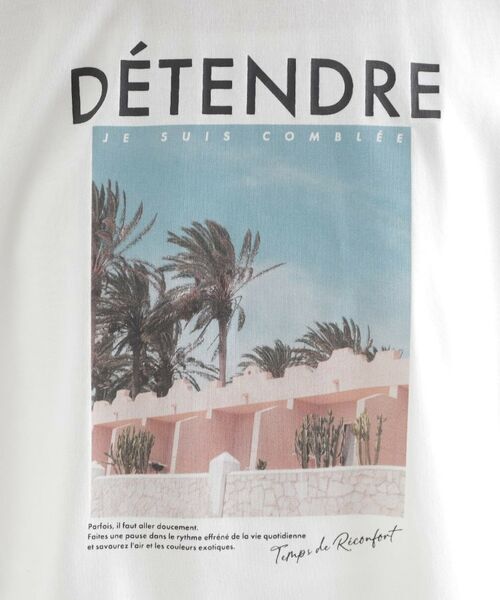 DÉTENDRE
JE SUIS COMBLÉE
Parfois, il faut aller doucement.
Faites une pause dans le rythme effréné de la vie quotidienne
et savourez l'air et les couleurs exotiques.
Temps de Réconfort